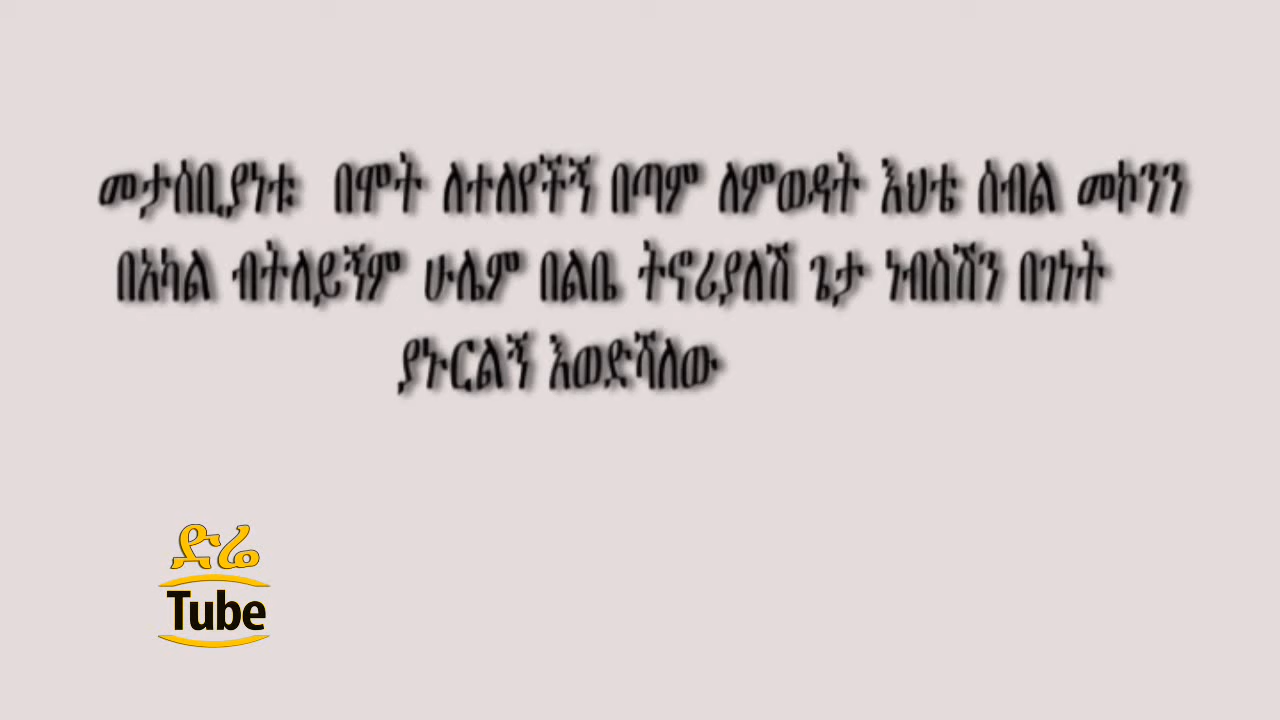 መታሰቢያነቱ በሞት ለተለየችኝ በጣም ለምወዳት እህቴ ሰብል መኮንን
በአካል ብትለይኝም ሁሌም በልቤ ትኖሪያለሽ ጌታ ነብስሽን በገነት
ያኑርልኝ እወድሻለው
ድሬ
Tube